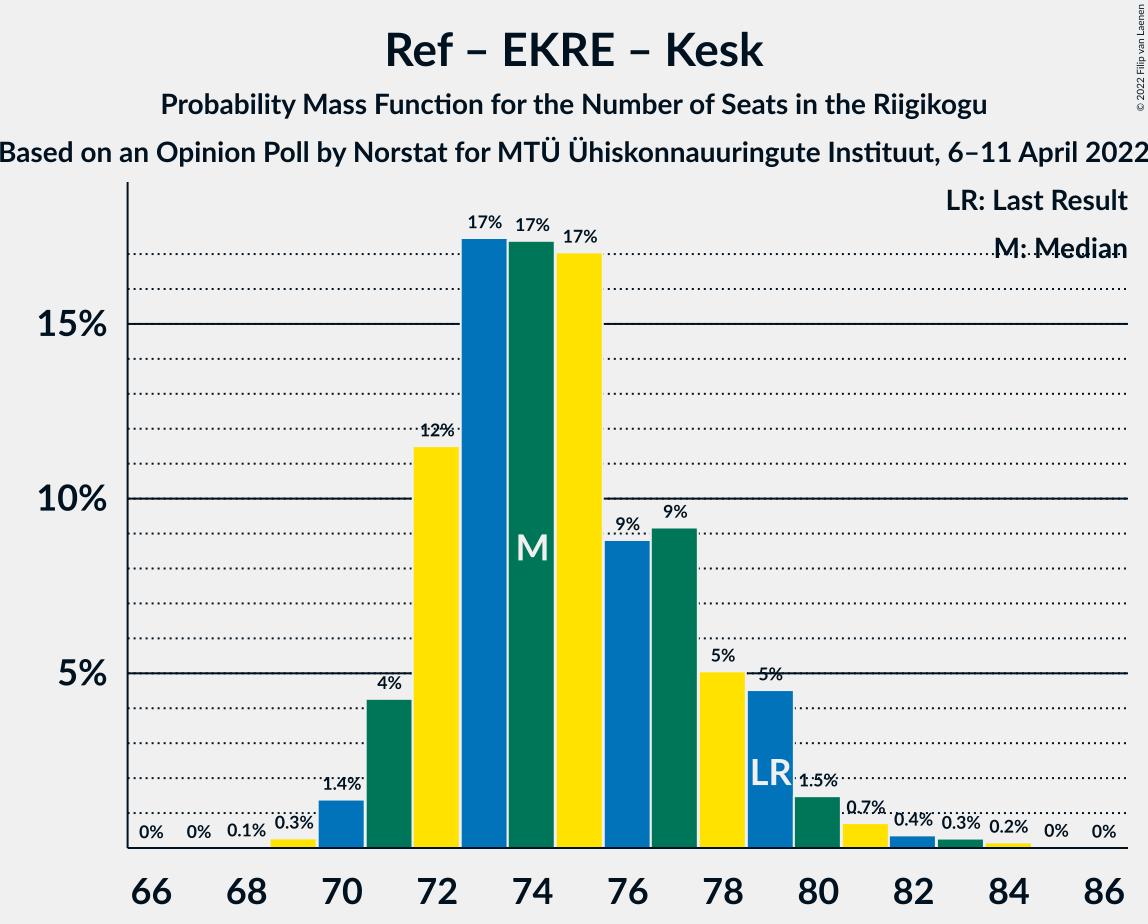 Ref – EKRE – Kesk
Probability Mass Function for the Number of Seats in the Riigikogu
Based on an Opinion Poll by Norstat for MTÜ Ühiskonnauuringute Instituut, 6–11 April 2022
© 2022 Filip van Laenen
LR: Last Result
M: Median
15%
10%
5%
0% 0% 0.1% 0.3% 1.4% 4% 12% 17% 17% 17% 9% 9% 5% 5% 1.5% 0.7% 0.4% 0.3% 0.2% 0% 0%
M
LR
66 68 70 72 74 76 78 80 82 84 86